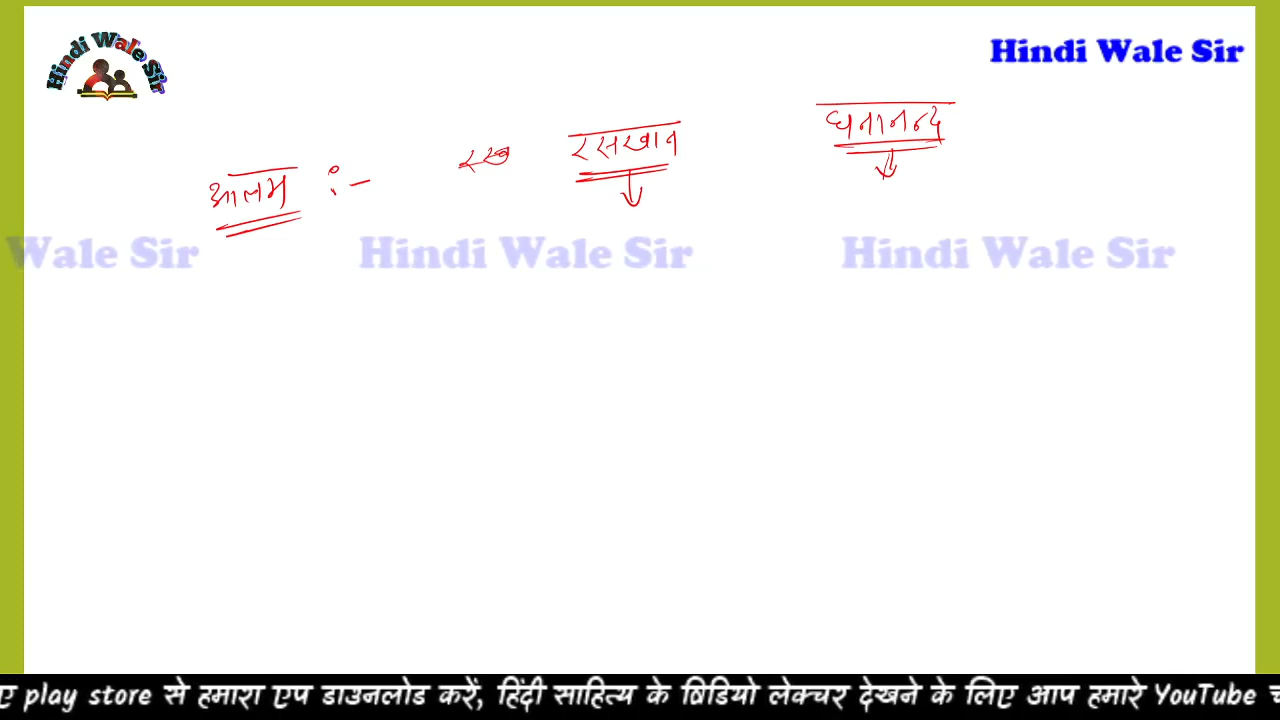 Hindi Wale Sir
Hindi Wale Sir
आलम :-
रसखान
घनानन्द
Wale Sir
Hindi Wale Sir
Hindi Wale Sir
play store से हमारा एप डाउनलोड करें, हिंदी साहित्य के विडियो लेक्चर देखने के लिए आप हमारे YouTube